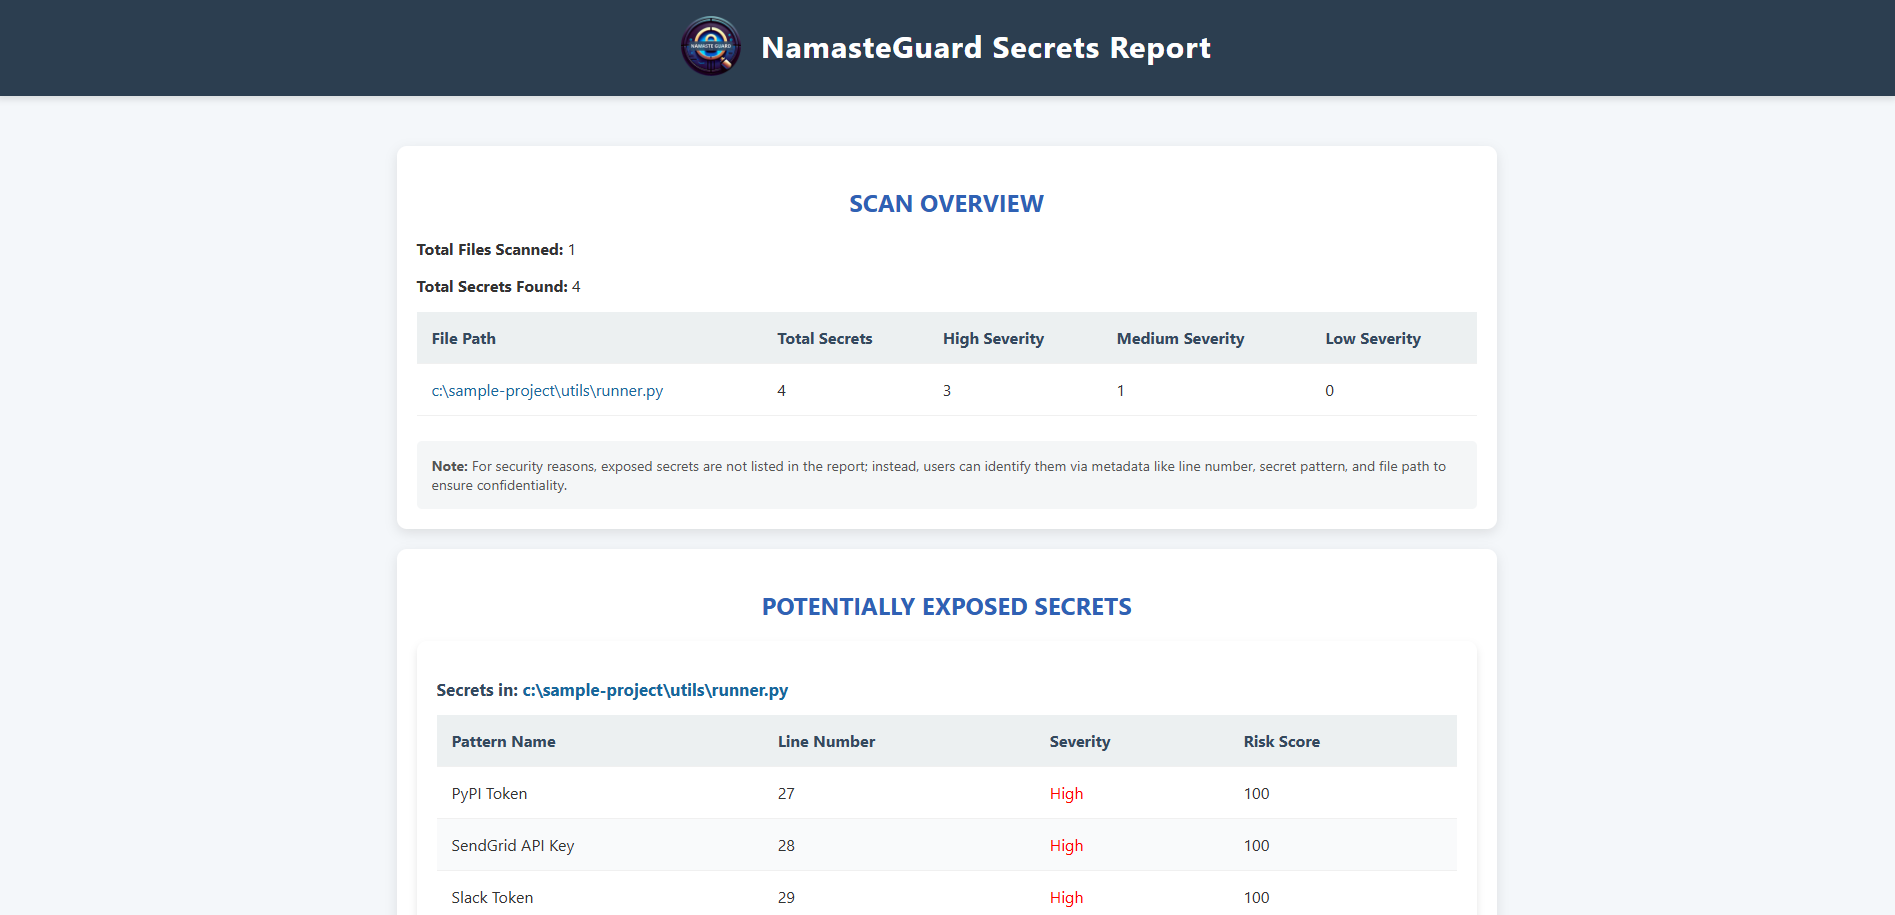 NAMASTE GUARD
NamasteGuard Secrets Report
SCAN OVERVIEW
Total Files Scanned: 1
Total Secrets Found: 4
File Path Total Secrets High Severity Medium Severity Low Severity
c:\sample-project\utils\runner.py 4 3 1 0
Note: For security reasons, exposed secrets are not listed in the report; instead, users can identify them via metadata like line number, secret pattern, and file path to
ensure confidentiality.
POTENTIALLY EXPOSED SECRETS
Secrets in: c:\sample-project\utils\runner.py
Pattern Name Line Number Severity Risk Score
PyPI Token 27 High 100
SendGrid API Key 28 High 100
Slack Token 29 High 100